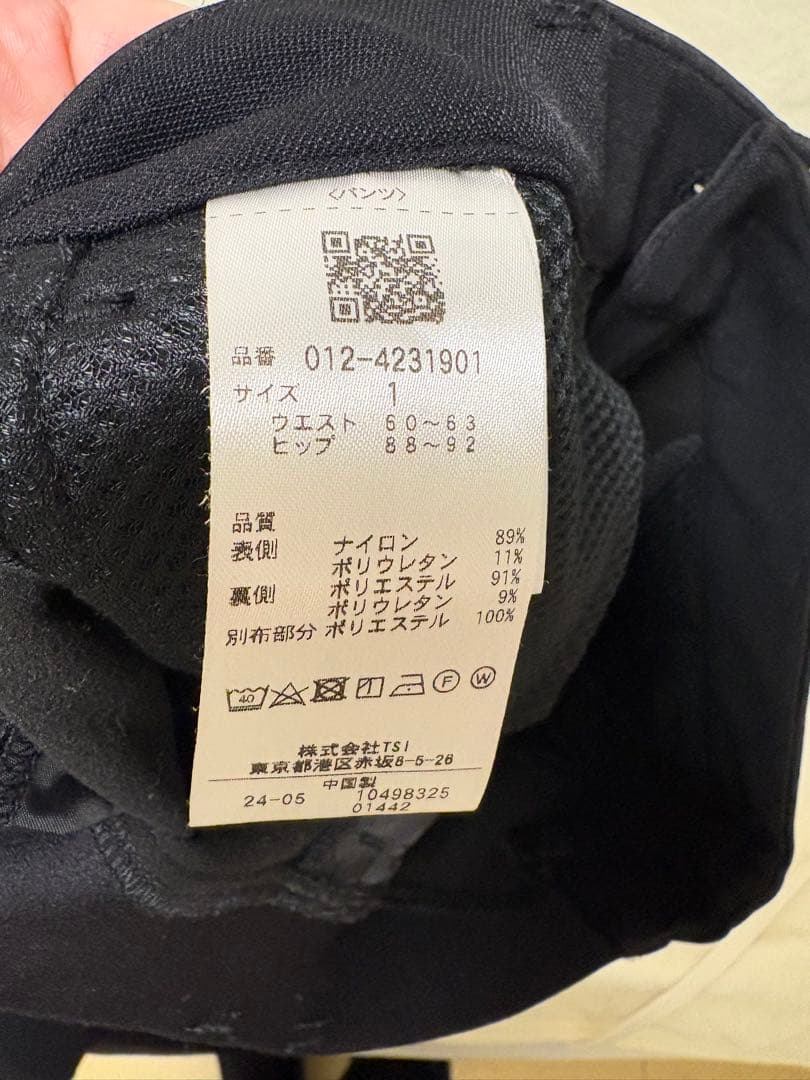 〈パンツ〉
品番 012-4231901
サイズ 1
ウエスト 60～63
ヒップ 88～92
品質
表側 ナイロン 89%
ポリウレタン 11%
裏側 ポリエステル 91%
ポリウレタン 9%
別布部分 ポリエステル 100%
40 F W
株式会社TSI
東京都港区赤坂8-5-28
中国製
24-05 10498325
01442